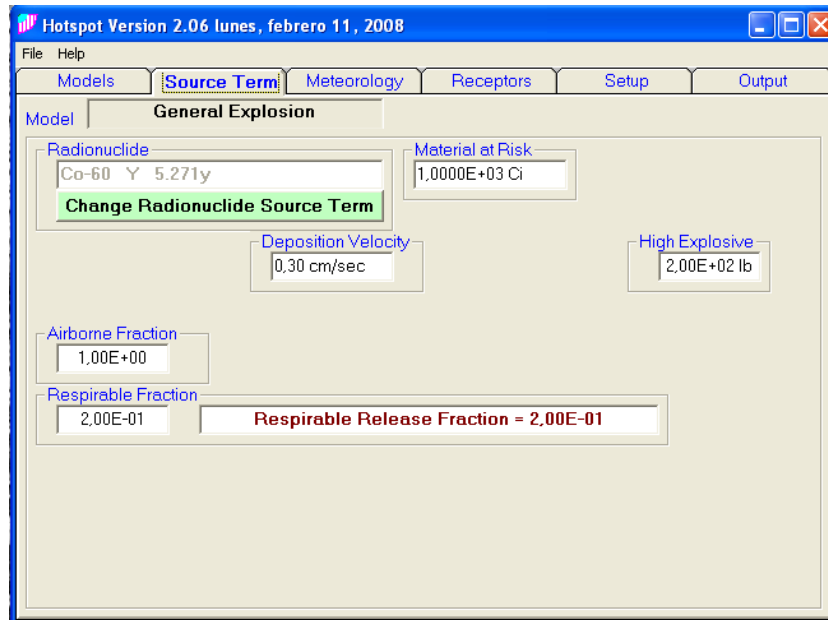 Hotspot Version 2.06 lunes, febrero 11, 2008
File Help
Models Source Term Meteorology Receptors Setup Output
Model General Explosion
Radionuclide Material at Risk
Co-60 Y 5.271y 1,0000E+03 Ci
Change Radionuclide Source Term
Deposition Velocity High Explosive
0,30 cm/sec 2,00E+02 lb
Airborne Fraction
1,00E+00
Respirable Fraction
2,00E-01 Respirable Release Fraction = 2,00E-01